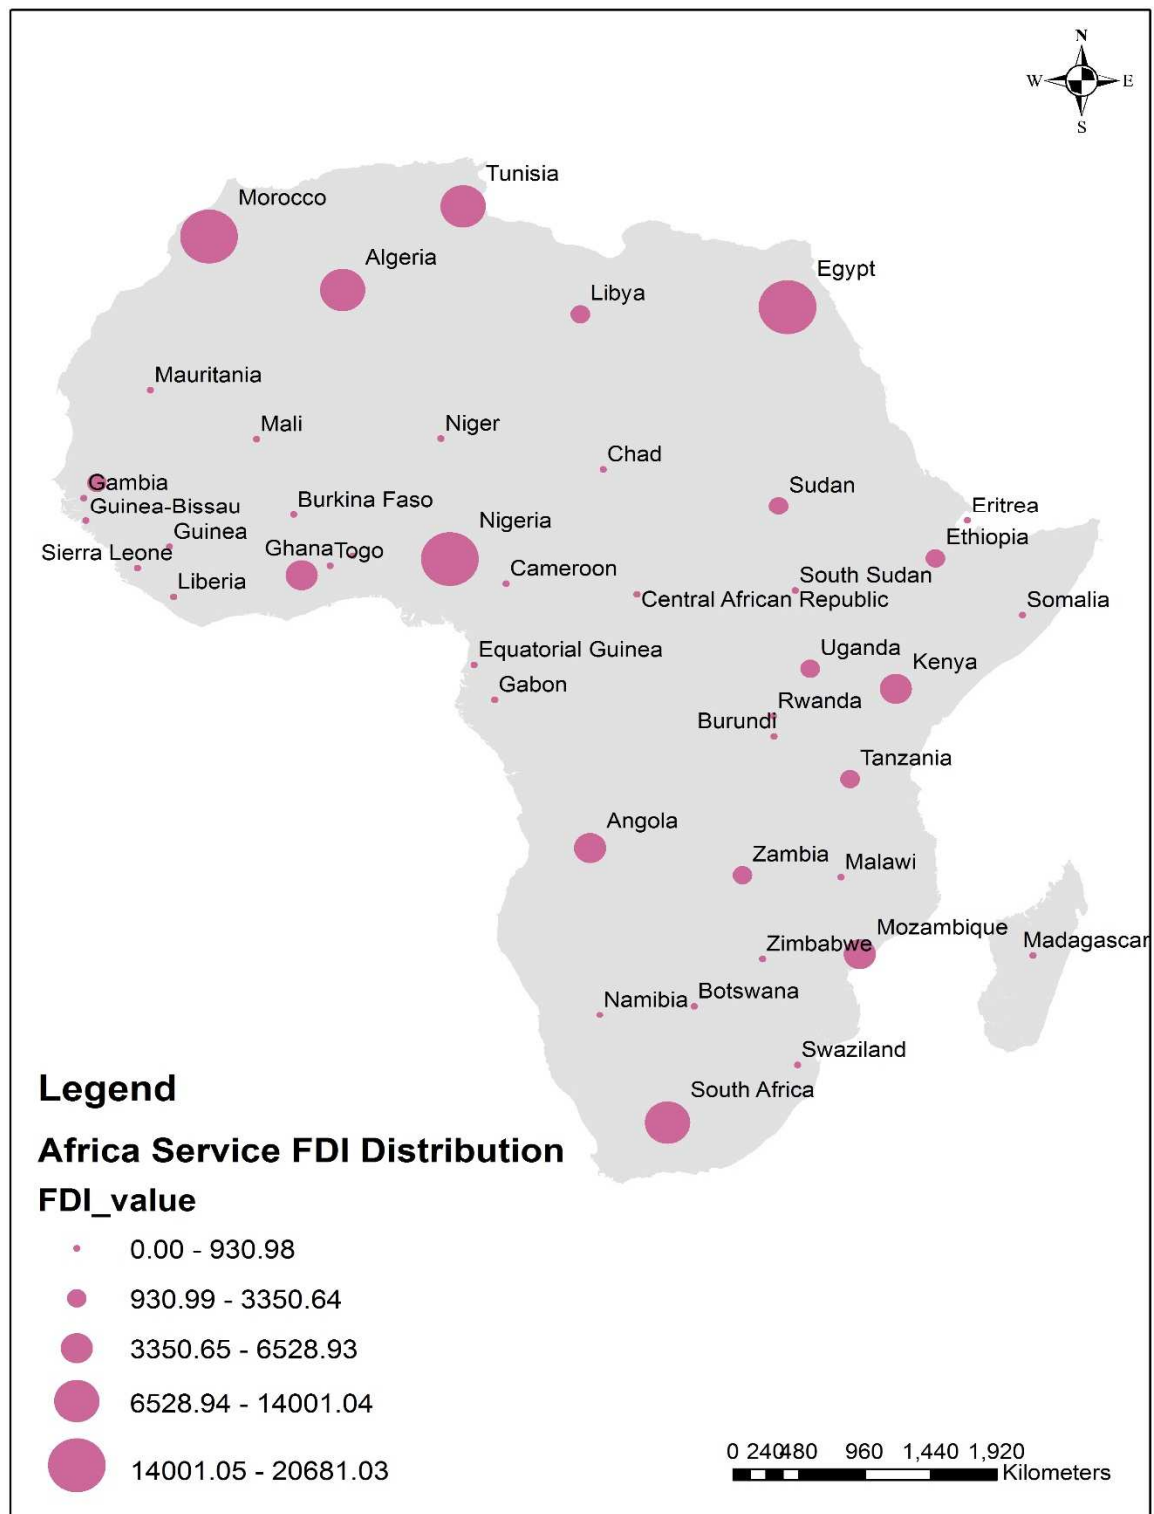 N
W E
S
Tunisia
Morocco
Algeria
Egypt
Libya
Mauritania
Mali
Niger
Chad
Gambia
Sudan
Burkina Faso
Guinea-Bissau
Eritrea
Nigeria
Guinea
Ethiopia
Sierra Leone
Ghana
Togo
Cameroon
South Sudan
Liberia
Central African Republic
Somalia
Equatorial Guinea
Uganda
Kenya
Gabon
Rwanda
Burundi
Tanzania
Angola
Zambia
Malawi
Mozambique
Zimbabwe
Madagascar
Namibia
Botswana
Swaziland
South Africa
Legend
Africa Service FDI Distribution
FDI_value
0.00 - 930.98
930.99 - 3350.64
3350.65 - 6528.93
6528.94 - 14001.04
14001.05 - 20681.03
0 240 480 960 1,440 1,920
Kilometers